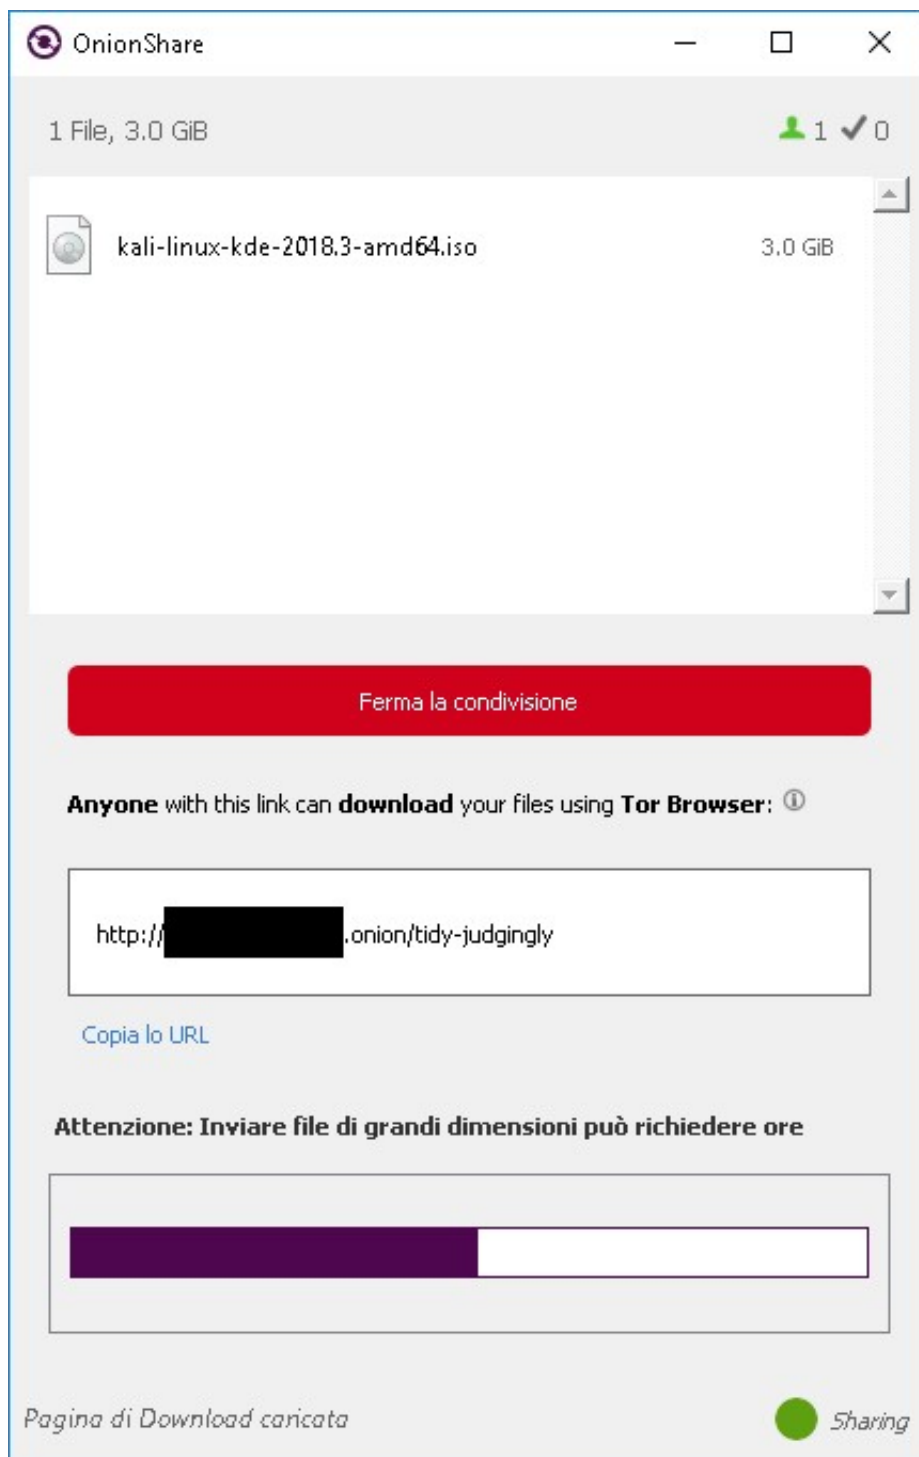 OnionShare
1 File, 3.0 GiB 1 0
kali-linux-kde-2018.3-amd64.iso 3.0 GiB
Ferma la condivisione
Anyone with this link can download your files using Tor Browser:
http:// .onion/tidy-judgingly
Copia lo URL
Attenzione: Inviare file di grandi dimensioni può richiedere ore
Pagina di Download caricata Sharing